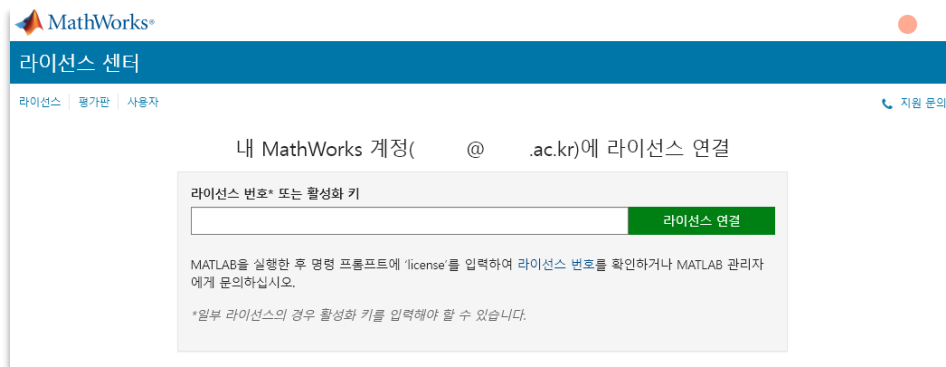 MathWorks®
라이선스 센터
라이선스 평가판 사용자
지원 문의
내 MathWorks 계정( @ .ac.kr)에 라이선스 연결
라이선스 번호* 또는 활성화 키
라이선스 연결
MATLAB을 실행한 후 명령 프롬프트에 'license'를 입력하여 라이선스 번호를 확인하거나 MATLAB 관리자
에게 문의하십시오.
*일부 라이선스의 경우 활성화 키를 입력해야 할 수 있습니다.